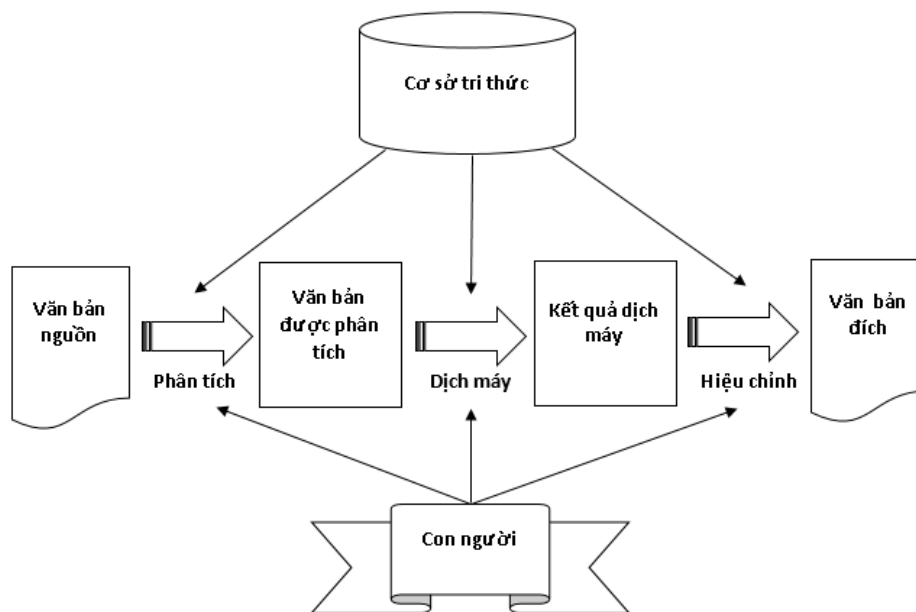 Cơ sở tri thức
Văn bản
nguồn
Phân tích
Văn bản
được phân
tích
Dịch máy
Kết quả dịch
máy
Hiệu chỉnh
Văn bản
đích
Con người